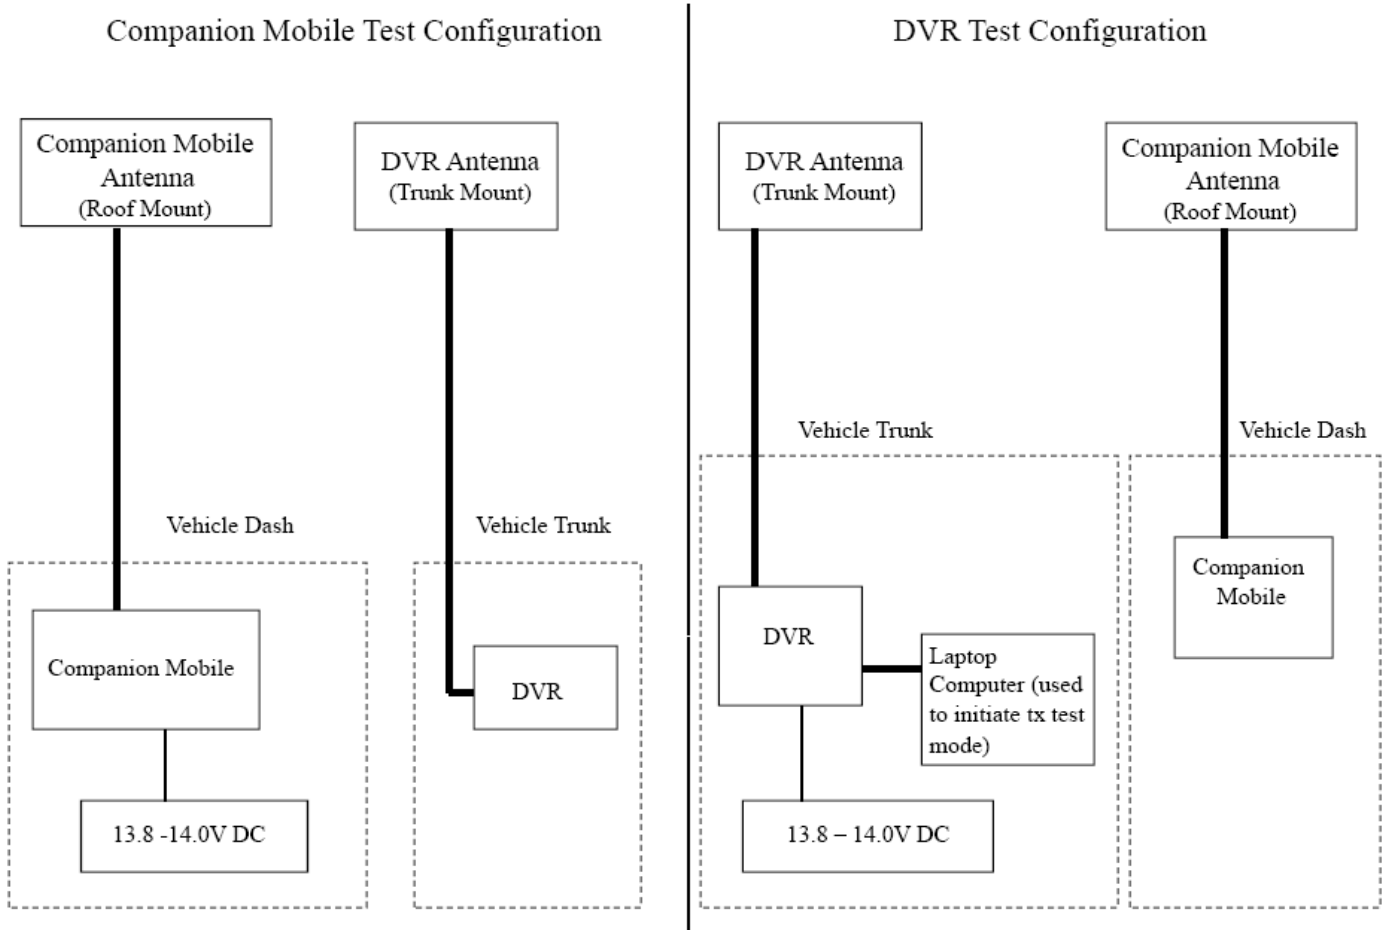 Companion Mobile Test Configuration
Companion Mobile
Antenna
(Roof Mount)
DVR Antenna
(Trunk Mount)
Vehicle Dash
Vehicle Trunk
Companion Mobile
DVR
13.8 -14.0V DC
DVR Test Configuration
DVR Antenna
(Trunk Mount)
Companion Mobile
Antenna
(Roof Mount)
Vehicle Trunk
Vehicle Dash
DVR
Laptop
Computer (used
to initiate tx test
mode)
Companion
Mobile
13.8 – 14.0V DC